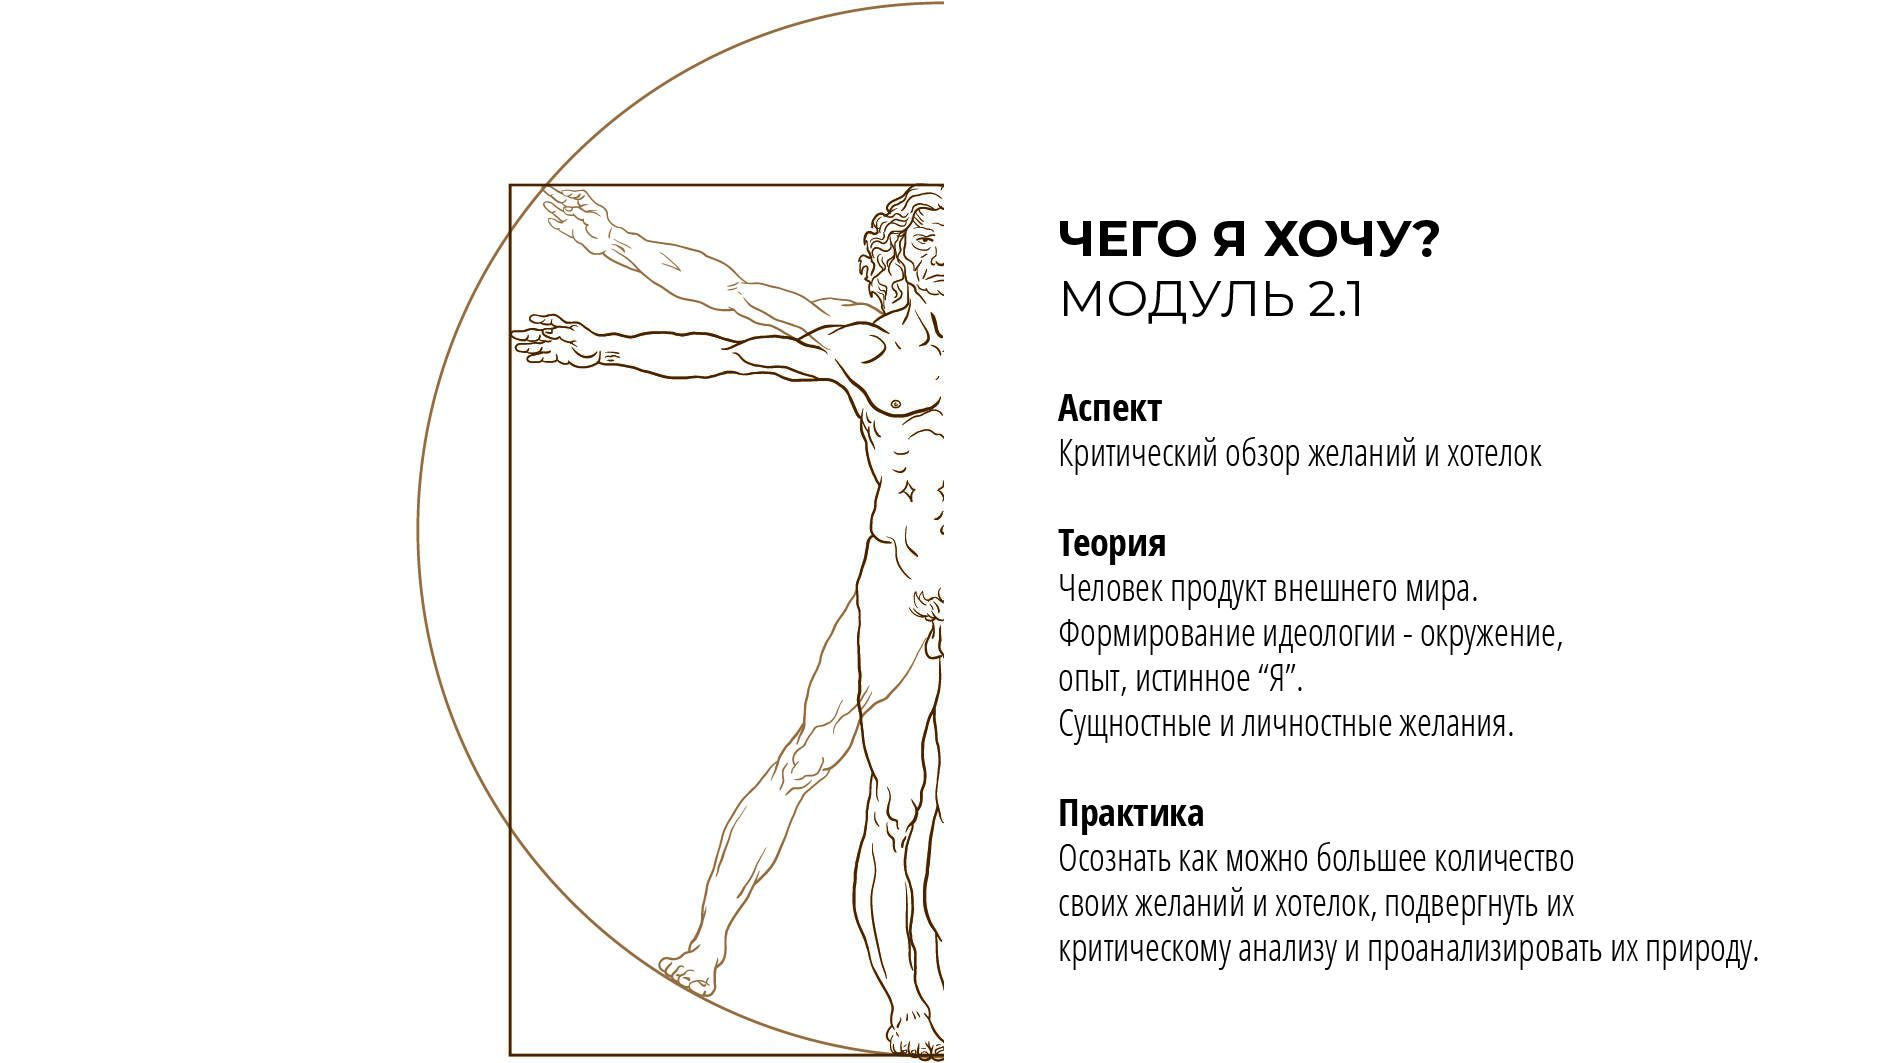 ЧЕГО Я ХОЧУ?
МОДУЛЬ 2.1
Аспект
Критический обзор желаний и хотелок
Теория
Человек продукт внешнего мира.
Формирование идеологии - окружение,
опыт, истинное “Я”.
Сущностные и личностные желания.
Практика
Осознать как можно большее количество
своих желаний и хотелок, подвергнуть их
критическому анализу и проанализировать их природу.